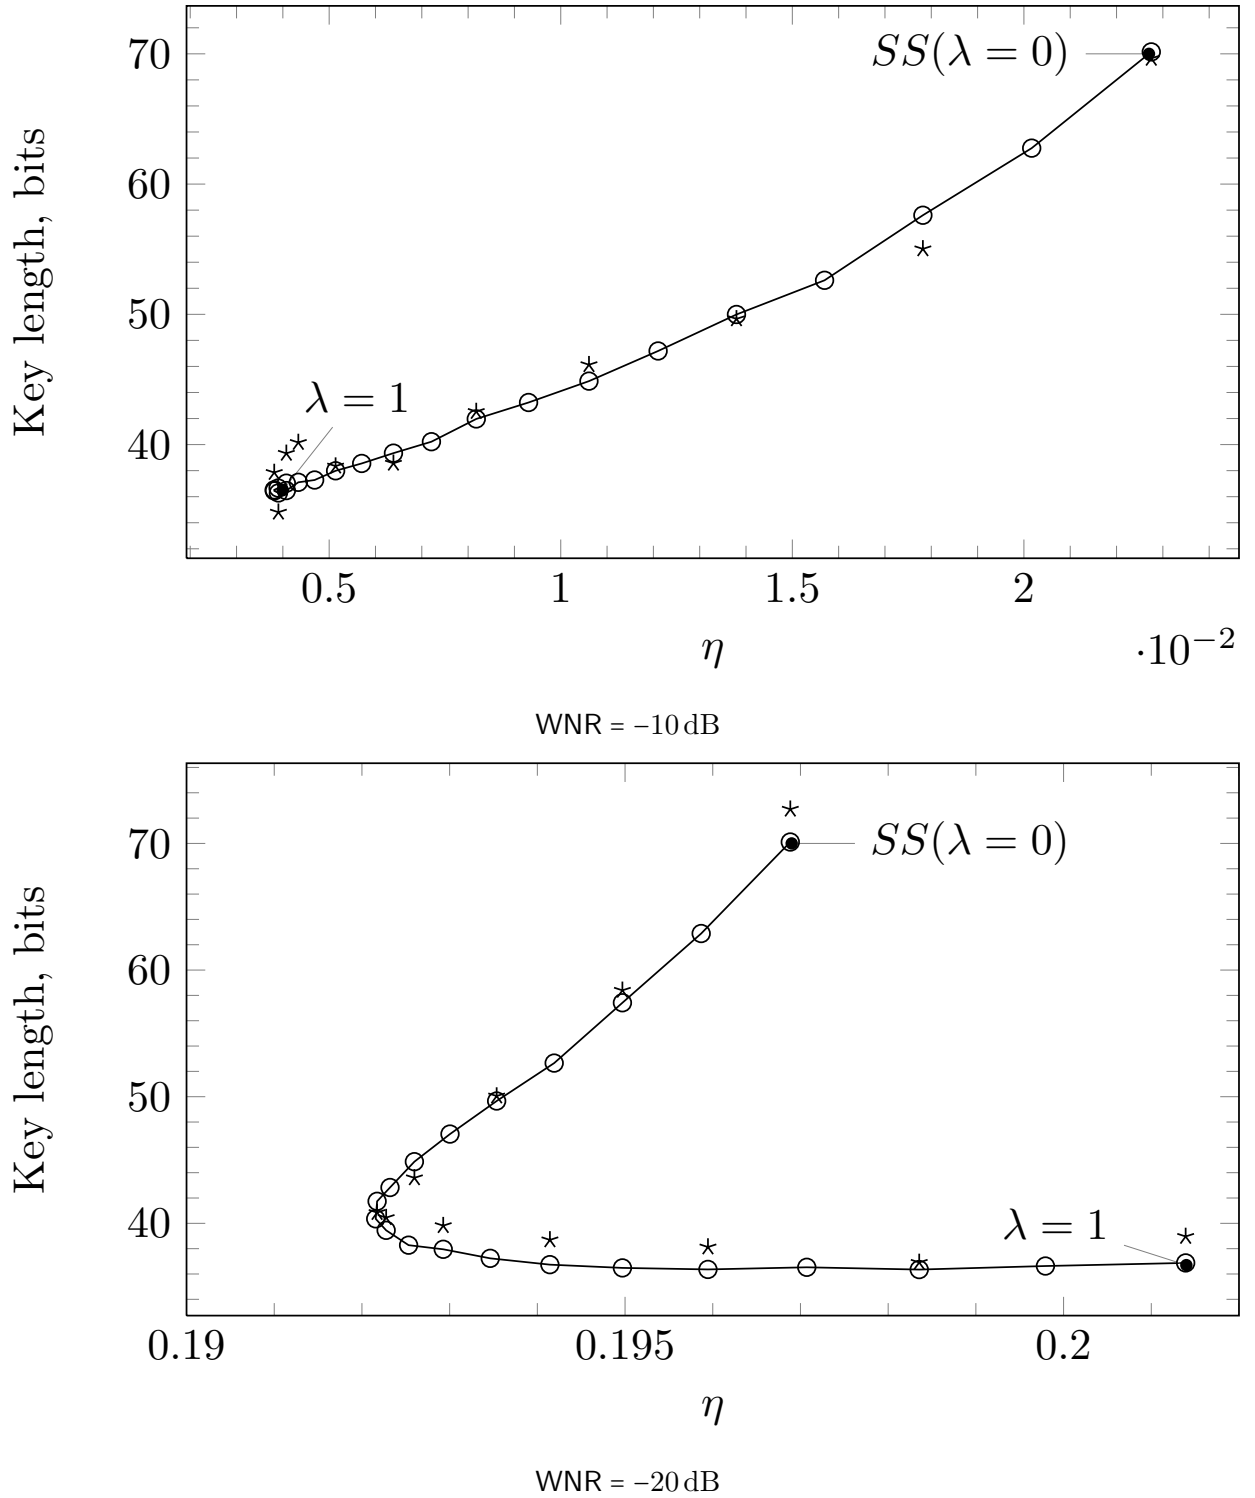 70
SS(λ = 0)
60
50
40
Key length, bits
λ = 1
0.5 1 1.5 2
η
·10−2
WNR = −10 dB
70
SS(λ = 0)
60
50
40
Key length, bits
λ = 1
0.19 0.195 0.2
η
WNR = −20 dB